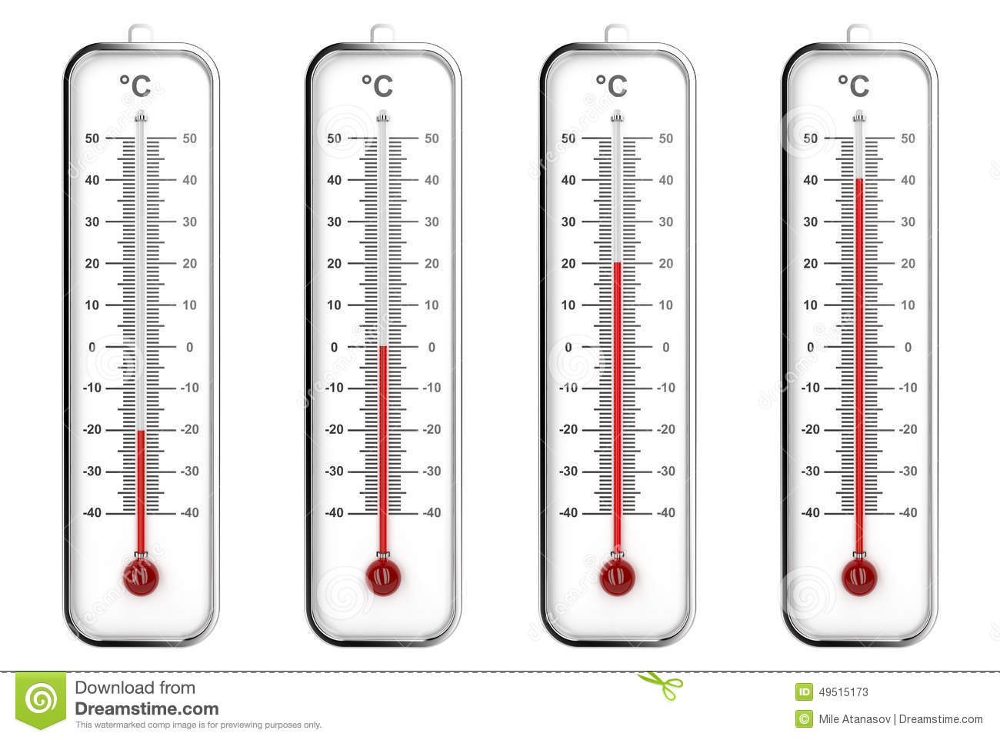 °C °C °C °C
50 50 50 50 50 50 50 50
40 40 40 40 40 40 40 40
30 30 30 30 30 30 30 30
20 20 20 20 20 20 20 20
10 10 10 10 10 10 10 10
0 0 0 0 0 0 0 0
-10 -10 -10 -10 -10 -10 -10 -10
-20 -20 -20 -20 -20 -20 -20 -20
-30 -30 -30 -30 -30 -30 -30 -30
-40 -40 -40 -40 -40 -40 -40 -40
Download from
Dreamstime.com
This watermarked comp image is for previewing purposes only.
ID 49515173
© Mile Atanasov | Dreamstime.com